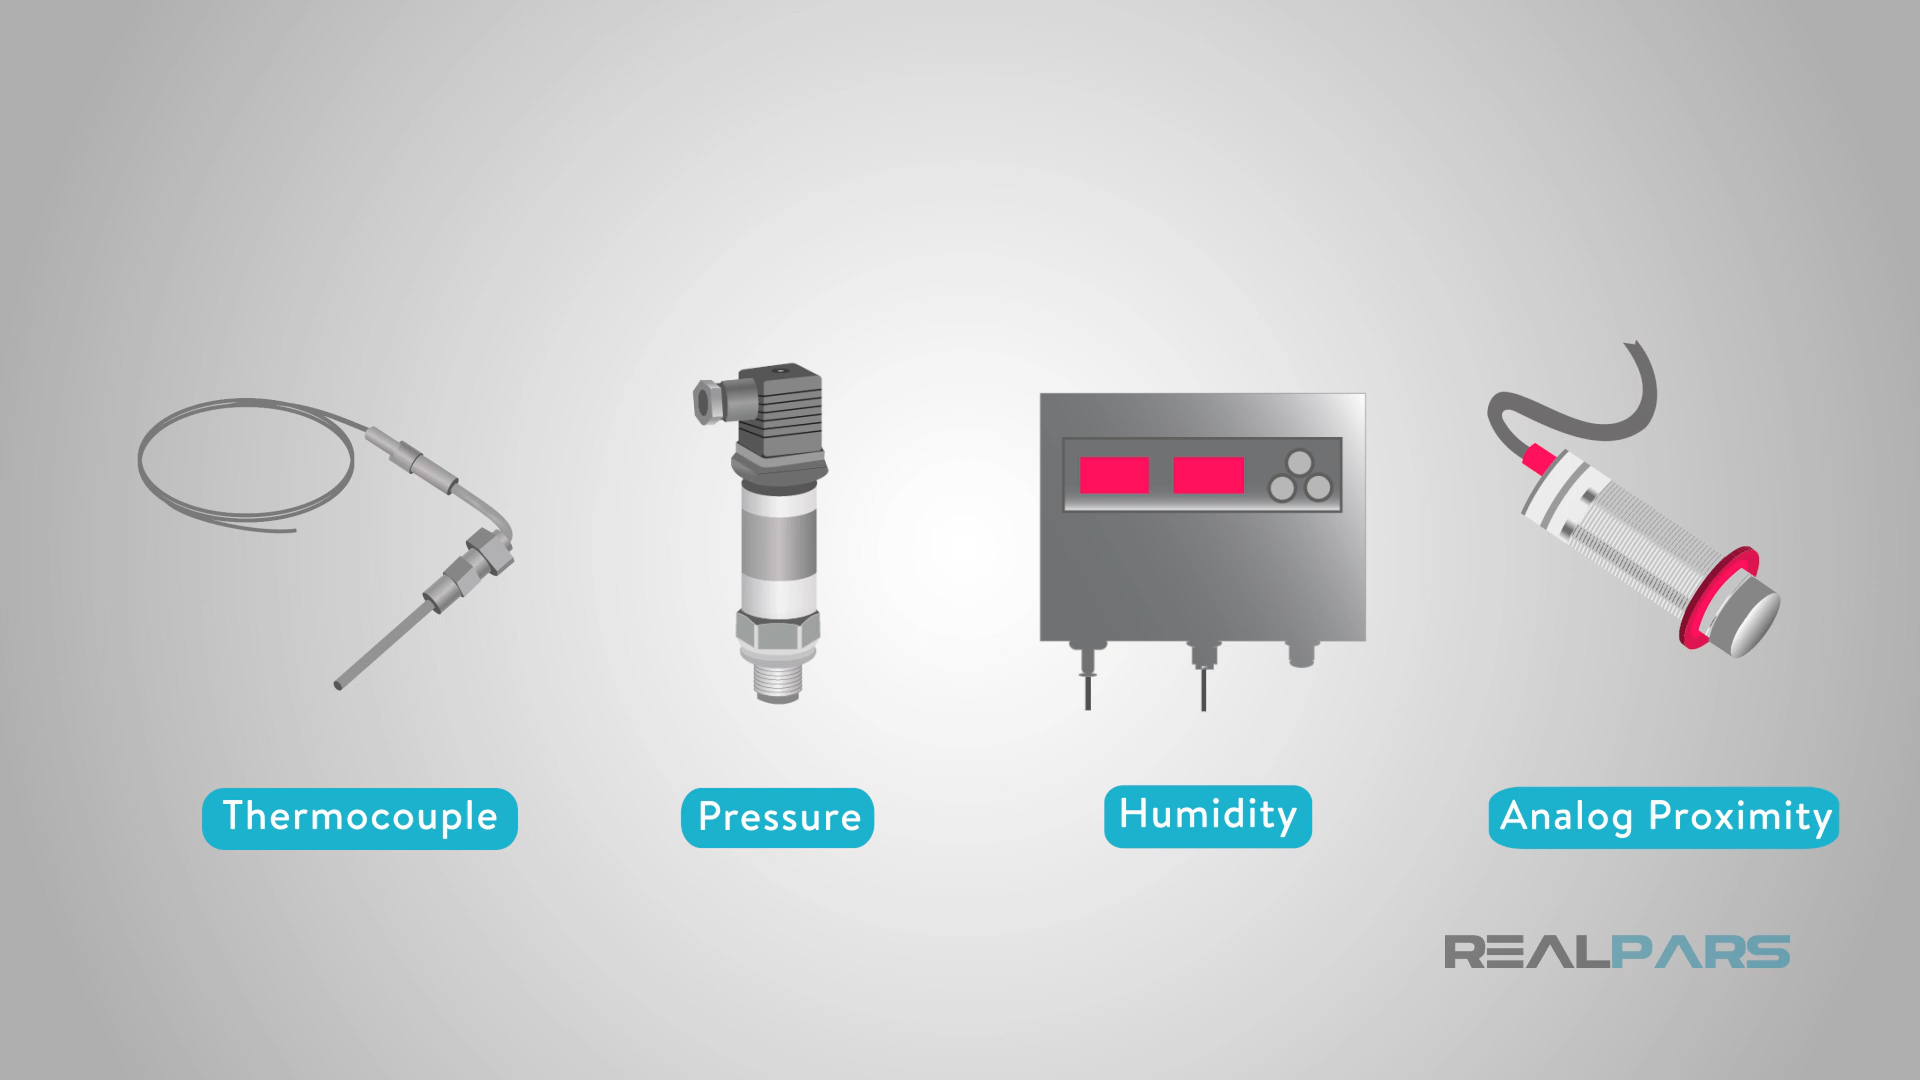 Thermocouple
Pressure
Humidity
Analog Proximity
REALPARS